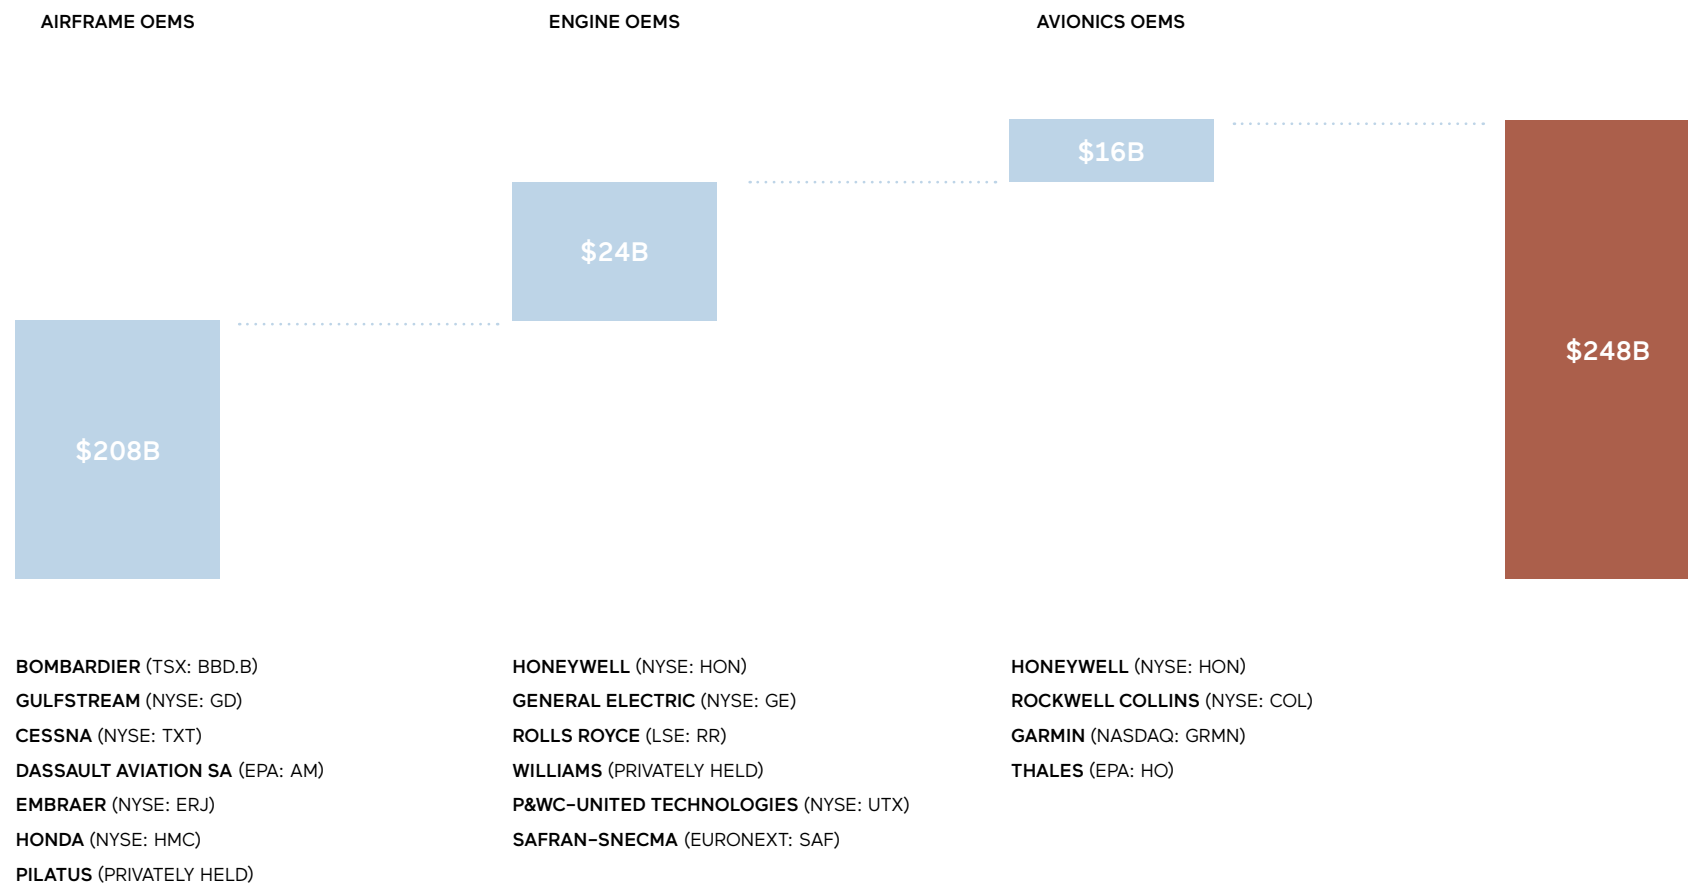 AIRFRAME OEMS
ENGINE OEMS
AVIONICS OEMS
$16B
$24B
$248B
$208B
BOMBARDIER (TSX: BBD.B)
GULFSTREAM (NYSE: GD)
CESSNA (NYSE: TXT)
DASSAULT AVIATION SA (EPA: AM)
EMBRAER (NYSE: ERJ)
HONDA (NYSE: HMC)
PILATUS (PRIVATELY HELD)
HONEYWELL (NYSE: HON)
GENERAL ELECTRIC (NYSE: GE)
ROLLS ROYCE (LSE: RR)
WILLIAMS (PRIVATELY HELD)
P&WC–UNITED TECHNOLOGIES (NYSE: UTX)
SAFRAN–SNECMA (EURONEXT: SAF)
HONEYWELL (NYSE: HON)
ROCKWELL COLLINS (NYSE: COL)
GARMIN (NASDAQ: GRMN)
THALES (EPA: HO)